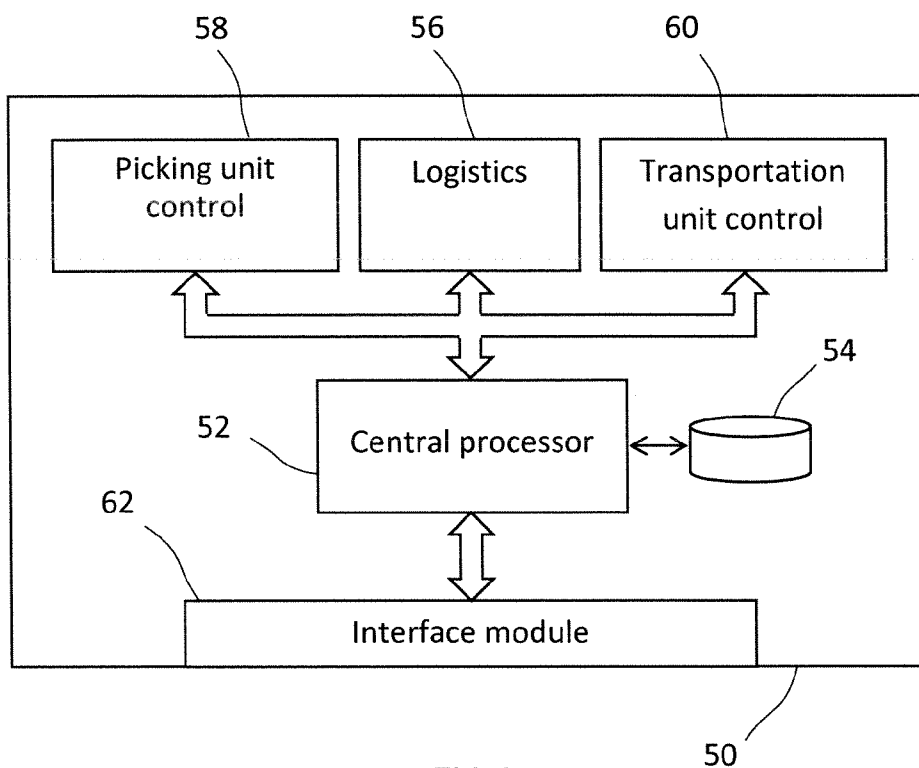 58
56
60
Picking unit
control
Logistics
Transportation
unit control
54
52
Central processor
62
Interface module
50